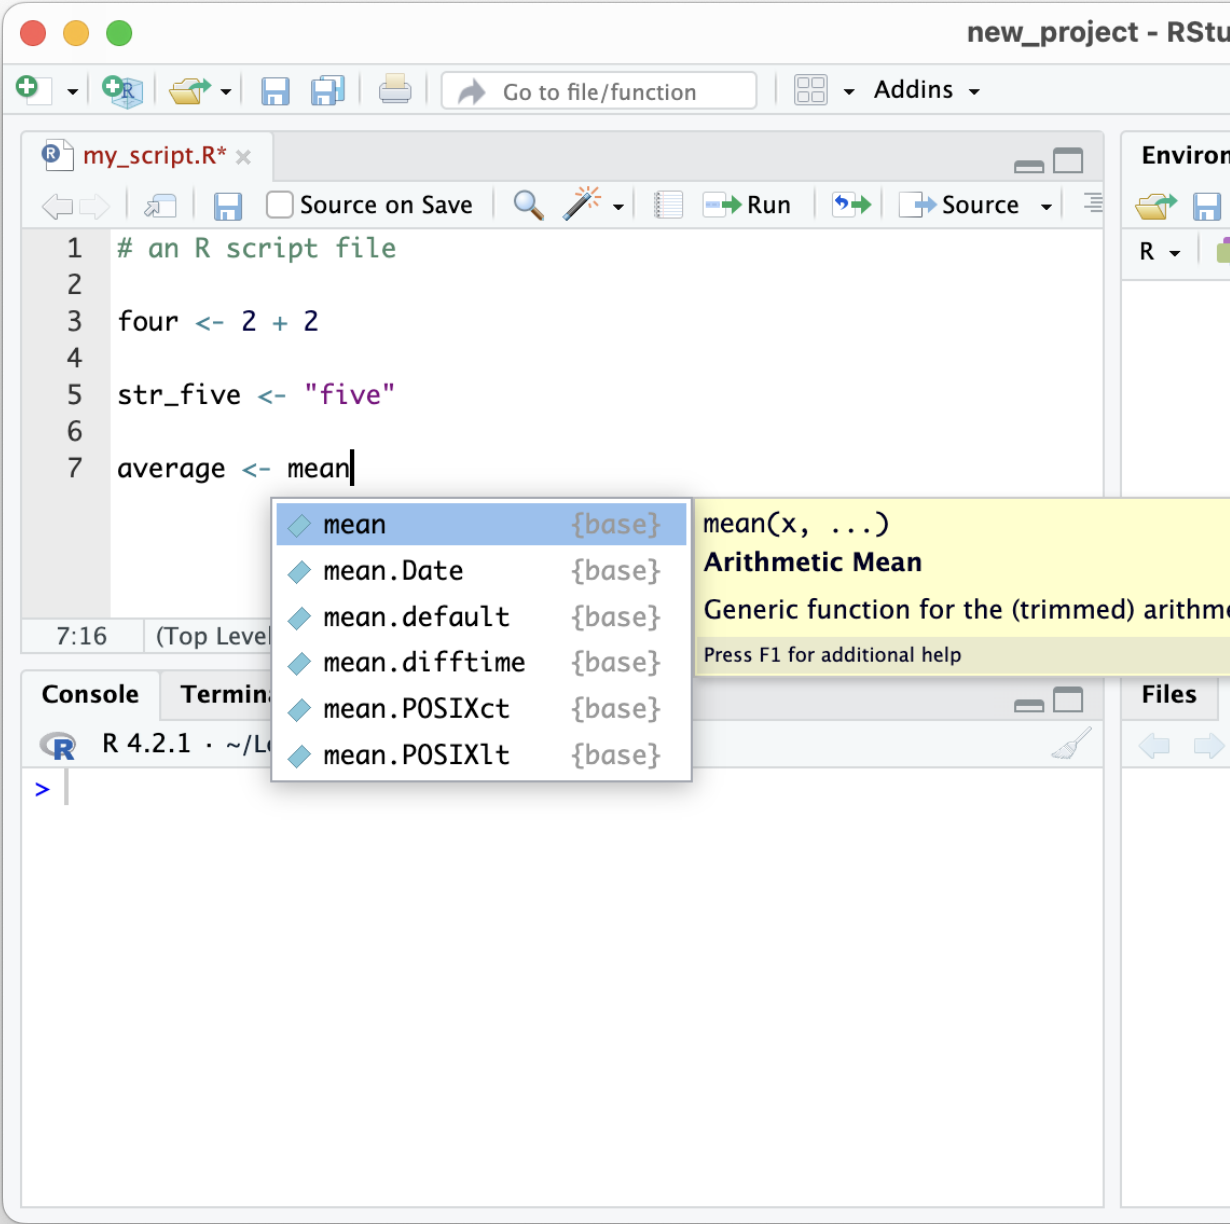 new_project - RStu
Go to file/function
Addins
my_script.R*
Source on Save
Run
Source
1 # an R script file
2
3 four <- 2 + 2
4
5 str_five <- "five"
6
7 average <- mean
mean {base}
mean.Date {base}
mean.default {base}
mean.difftime {base}
mean.POSIXct {base}
mean.POSIXlt {base}
mean(x, ...)
Arithmetic Mean
Generic function for the (trimmed) arithme
Press F1 for additional help
7:16 (Top Level
Console Termina
R 4.2.1 · ~/Le
>
Environ
R
Files